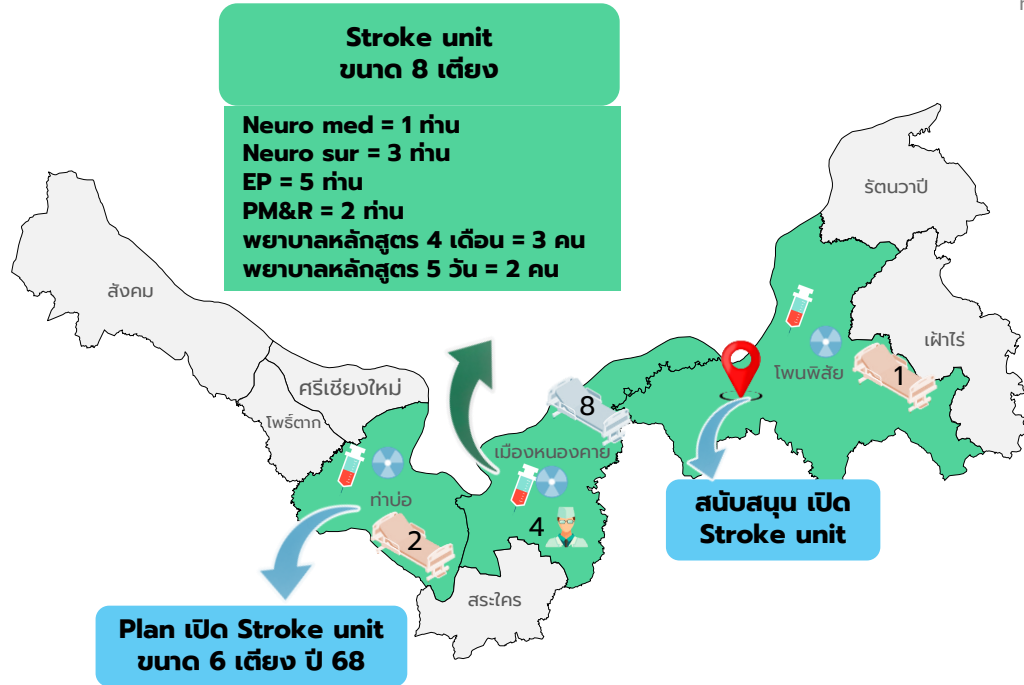 Stroke unit
ขนาด 8 เตียง
Neuro med = 1 ท่าน
Neuro sur = 3 ท่าน
EP = 5 ท่าน
PM&R = 2 ท่าน
พยาบาลหลักสูตร 4 เดือน = 3 คน
พยาบาลหลักสูตร 5 วัน = 2 คน
รัตนวาปี
สังคม
เฝ้าไร่
โพนพิสัย
1
ศรีเชียงใหม่
โพธิ์ตาก
8
เมืองหนองคาย
ท่าบ่อ
2
4
สระใคร
สนับสนุน เปิด
Stroke unit
Plan เปิด Stroke unit
ขนาด 6 เตียง ปี 68